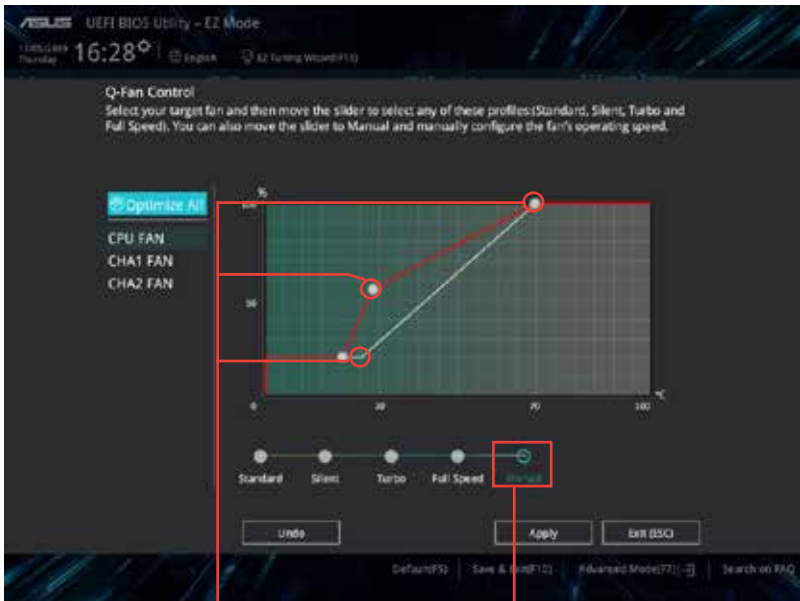 ASUS UEFI BIOS Utility – EZ Mode
Thursday 16:28 English EZ Tuning Wizard(F11)
Q-Fan Control
Select your target fan and then move the slider to select any of these profiles:(Standard, Silent, Turbo and
Full Speed). You can also move the slider to Manual and manually configure the fan's operating speed.
%
Optimize All
100
CPU FAN
CHA1 FAN
CHA2 FAN
50
°C
0 30 70 100
Standard Silent Turbo Full Speed Manual
Undo Apply Exit (ESC)
Default(F5) Save & Exit(F10) Advanced Mode(F7) Search on FAQ